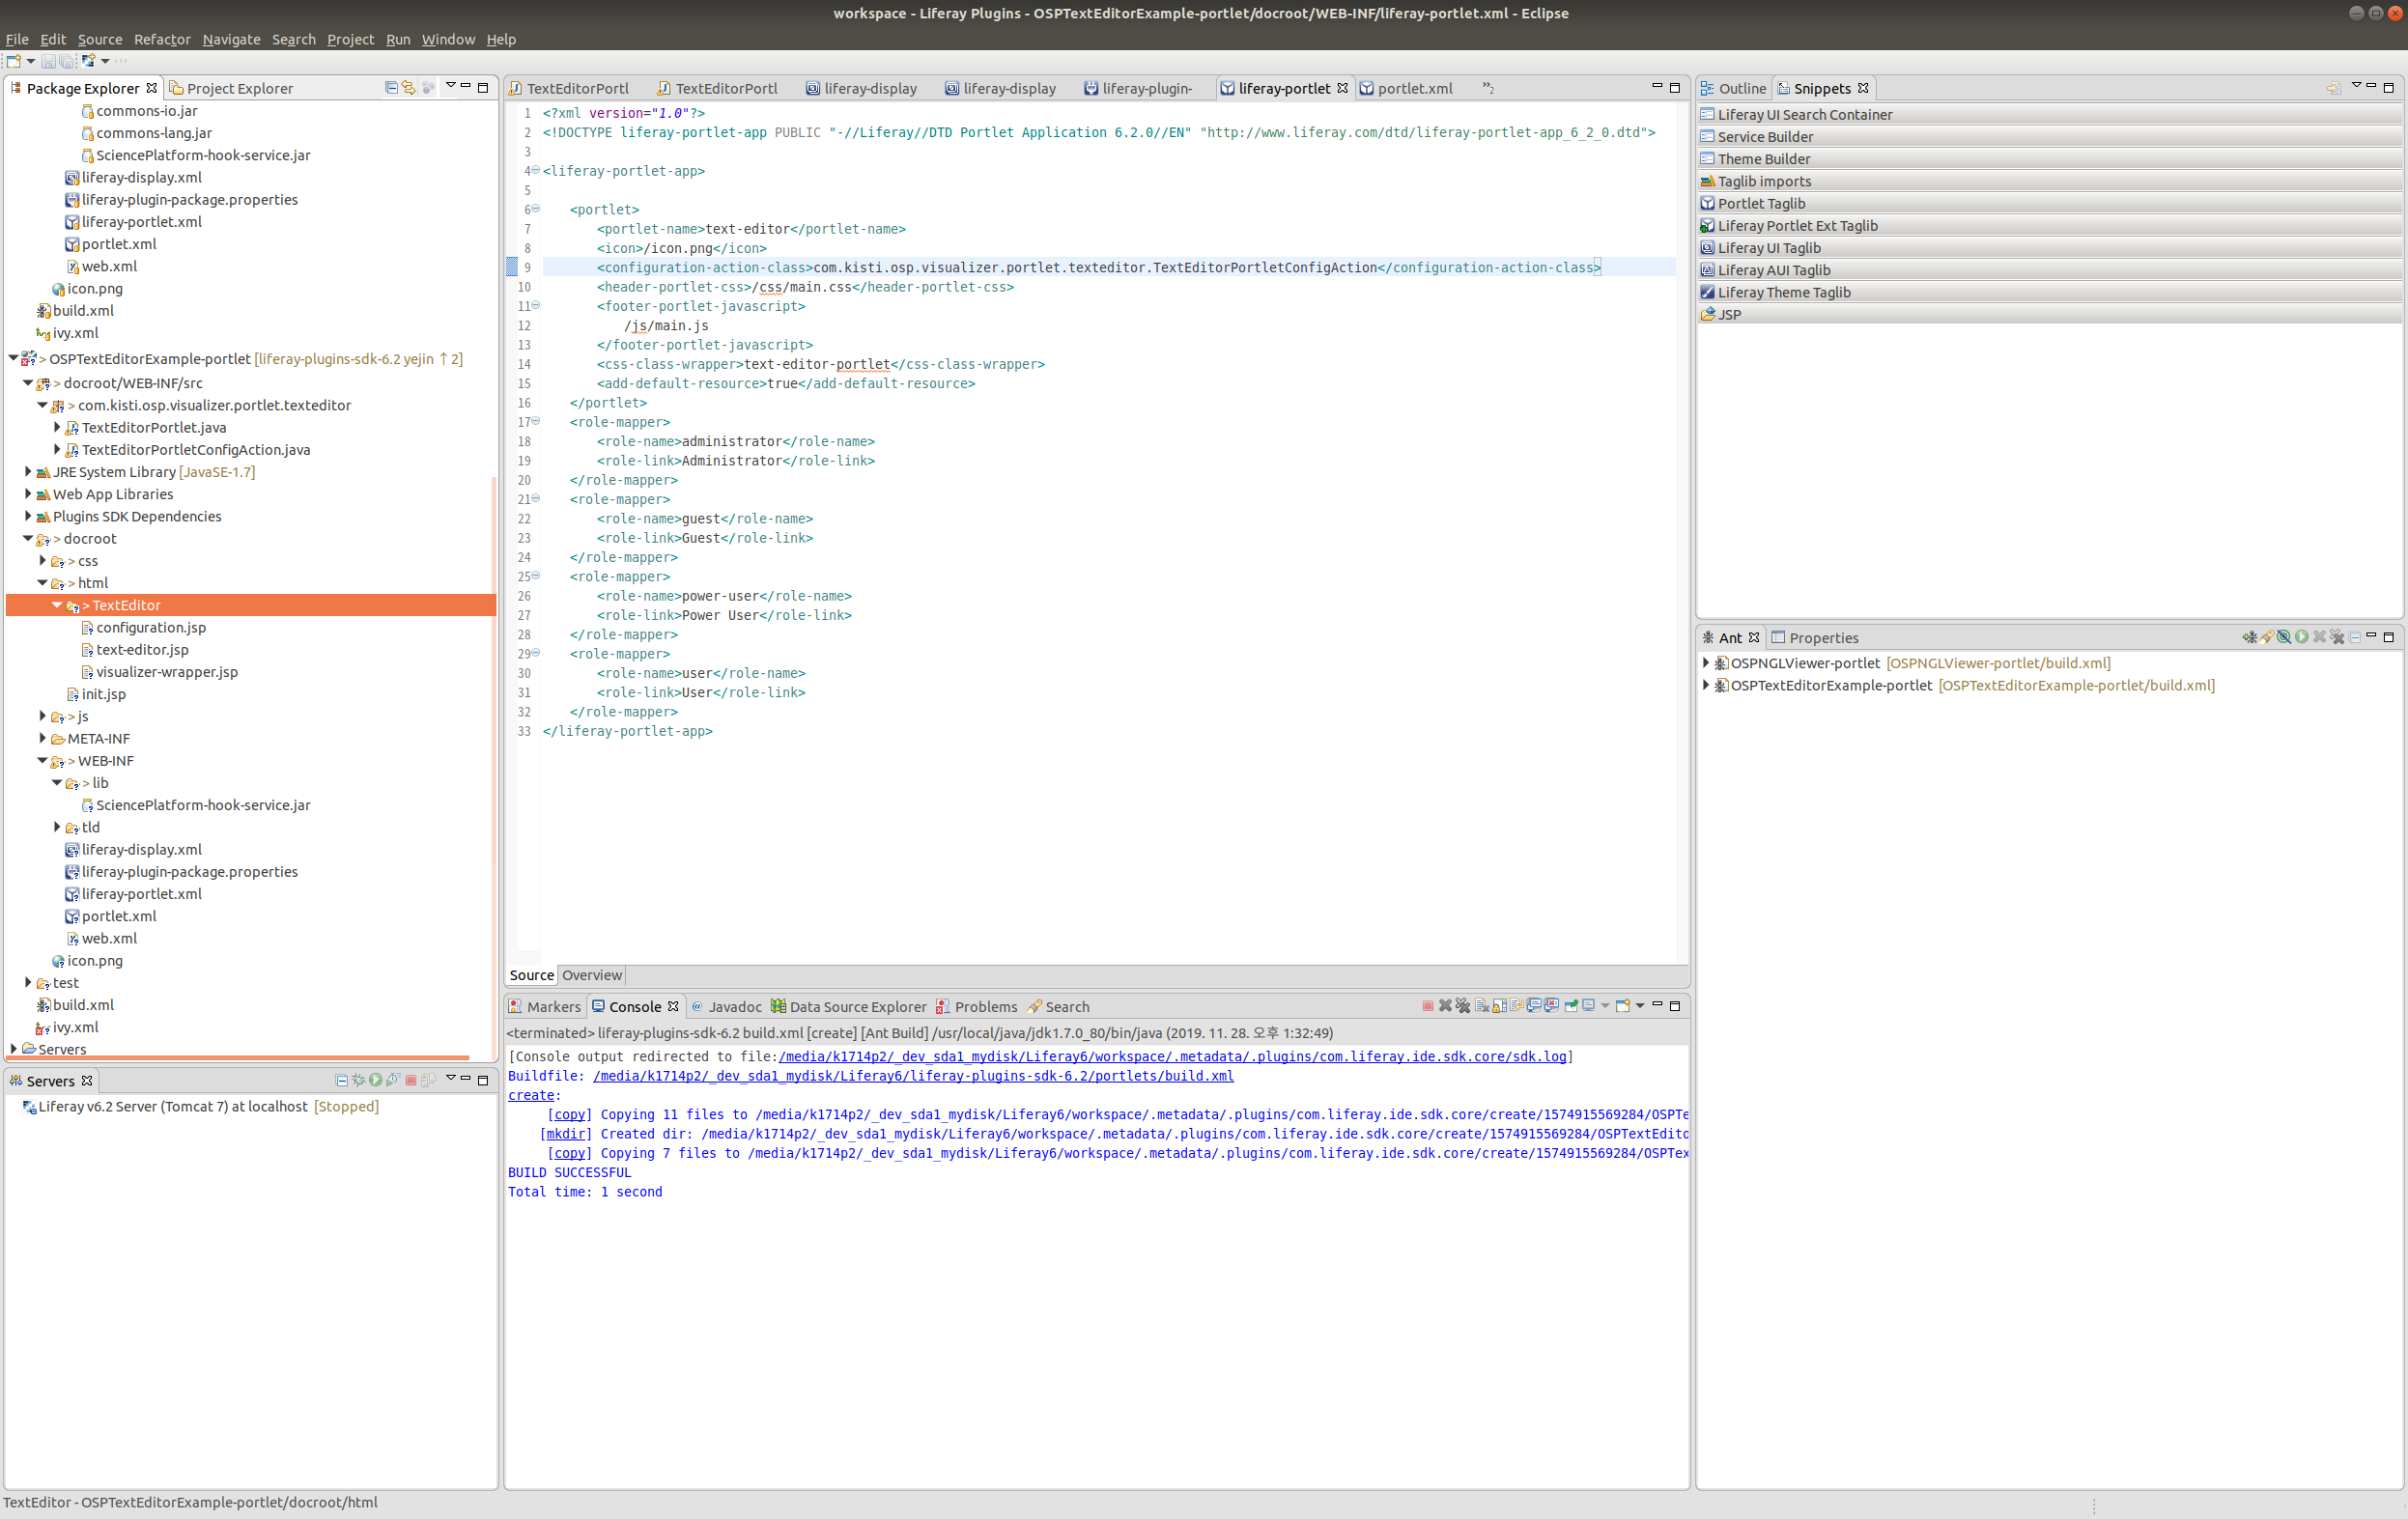 workspace - Liferay Plugins - OSPTextEditorExample-portlet/docroot/WEB-INF/liferay-portlet.xml - Eclipse
File Edit Source Refactor Navigate Search Project Run Window Help
Package Explorer Project Explorer
commons-io.jar
commons-lang.jar
SciencePlatform-hook-service.jar
liferay-display.xml
liferay-plugin-package.properties
liferay-portlet.xml
portlet.xml
web.xml
icon.png
build.xml
ivy.xml
> OSPTextEditorExample-portlet [liferay-plugins-sdk-6.2 yejin ↑2]
> docroot/WEB-INF/src
> com.kisti.osp.visualizer.portlet.texteditor
TextEditorPortlet.java
TextEditorPortletConfigAction.java
JRE System Library [JavaSE-1.7]
Web App Libraries
Plugins SDK Dependencies
> docroot
> css
> html
> TextEditor
configuration.jsp
text-editor.jsp
visualizer-wrapper.jsp
init.jsp
> js
META-INF
> WEB-INF
> lib
SciencePlatform-hook-service.jar
tld
liferay-display.xml
liferay-plugin-package.properties
liferay-portlet.xml
portlet.xml
web.xml
icon.png
test
build.xml
ivy.xml
Servers
Servers
Liferay v6.2 Server (Tomcat 7) at localhost [Stopped]
TextEditor - OSPTextEditorExample-portlet/docroot/html
TextEditorPortl TextEditorPortl liferay-display liferay-display liferay-plugin- liferay-portlet portlet.xml »2
1 <?xml version="1.0"?>
2 <!DOCTYPE liferay-portlet-app PUBLIC "-//Liferay//DTD Portlet Application 6.2.0//EN" "http://www.liferay.com/dtd/liferay-portlet-app_6_2_0.dtd">
3
4 <liferay-portlet-app>
5
6 <portlet>
7 <portlet-name>text-editor</portlet-name>
8 <icon>/icon.png</icon>
9 <configuration-action-class>com.kisti.osp.visualizer.portlet.texteditor.TextEditorPortletConfigAction</configuration-action-class>
10 <header-portlet-css>/css/main.css</header-portlet-css>
11 <footer-portlet-javascript>
12 /js/main.js
13 </footer-portlet-javascript>
14 <css-class-wrapper>text-editor-portlet</css-class-wrapper>
15 <add-default-resource>true</add-default-resource>
16 </portlet>
17 <role-mapper>
18 <role-name>administrator</role-name>
19 <role-link>Administrator</role-link>
20 </role-mapper>
21 <role-mapper>
22 <role-name>guest</role-name>
23 <role-link>Guest</role-link>
24 </role-mapper>
25 <role-mapper>
26 <role-name>power-user</role-name>
27 <role-link>Power User</role-link>
28 </role-mapper>
29 <role-mapper>
30 <role-name>user</role-name>
31 <role-link>User</role-link>
32 </role-mapper>
33 </liferay-portlet-app>
Source Overview
Markers Console Javadoc Data Source Explorer Problems Search
<terminated> liferay-plugins-sdk-6.2 build.xml [create] [Ant Build] /usr/local/java/jdk1.7.0_80/bin/java (2019. 11. 28. 오후 1:32:49)
[Console output redirected to file:/media/k1714p2/_dev_sda1_mydisk/Liferay6/workspace/.metadata/.plugins/com.liferay.ide.sdk.core/sdk.log]
Buildfile: /media/k1714p2/_dev_sda1_mydisk/Liferay6/liferay-plugins-sdk-6.2/portlets/build.xml
create:
[copy] Copying 11 files to /media/k1714p2/_dev_sda1_mydisk/Liferay6/workspace/.metadata/.plugins/com.liferay.ide.sdk.core/create/1574915569284/OSPTe
[mkdir] Created dir: /media/k1714p2/_dev_sda1_mydisk/Liferay6/workspace/.metadata/.plugins/com.liferay.ide.sdk.core/create/1574915569284/OSPTextEdito
[copy] Copying 7 files to /media/k1714p2/_dev_sda1_mydisk/Liferay6/workspace/.metadata/.plugins/com.liferay.ide.sdk.core/create/1574915569284/OSPTex
BUILD SUCCESSFUL
Total time: 1 second
Outline Snippets
Liferay UI Search Container
Service Builder
Theme Builder
Taglib imports
Portlet Taglib
Liferay Portlet Ext Taglib
Liferay UI Taglib
Liferay AUI Taglib
Liferay Theme Taglib
JSP
Ant Properties
OSPNGLViewer-portlet [OSPNGLViewer-portlet/build.xml]
OSPTextEditorExample-portlet [OSPTextEditorExample-portlet/build.xml]